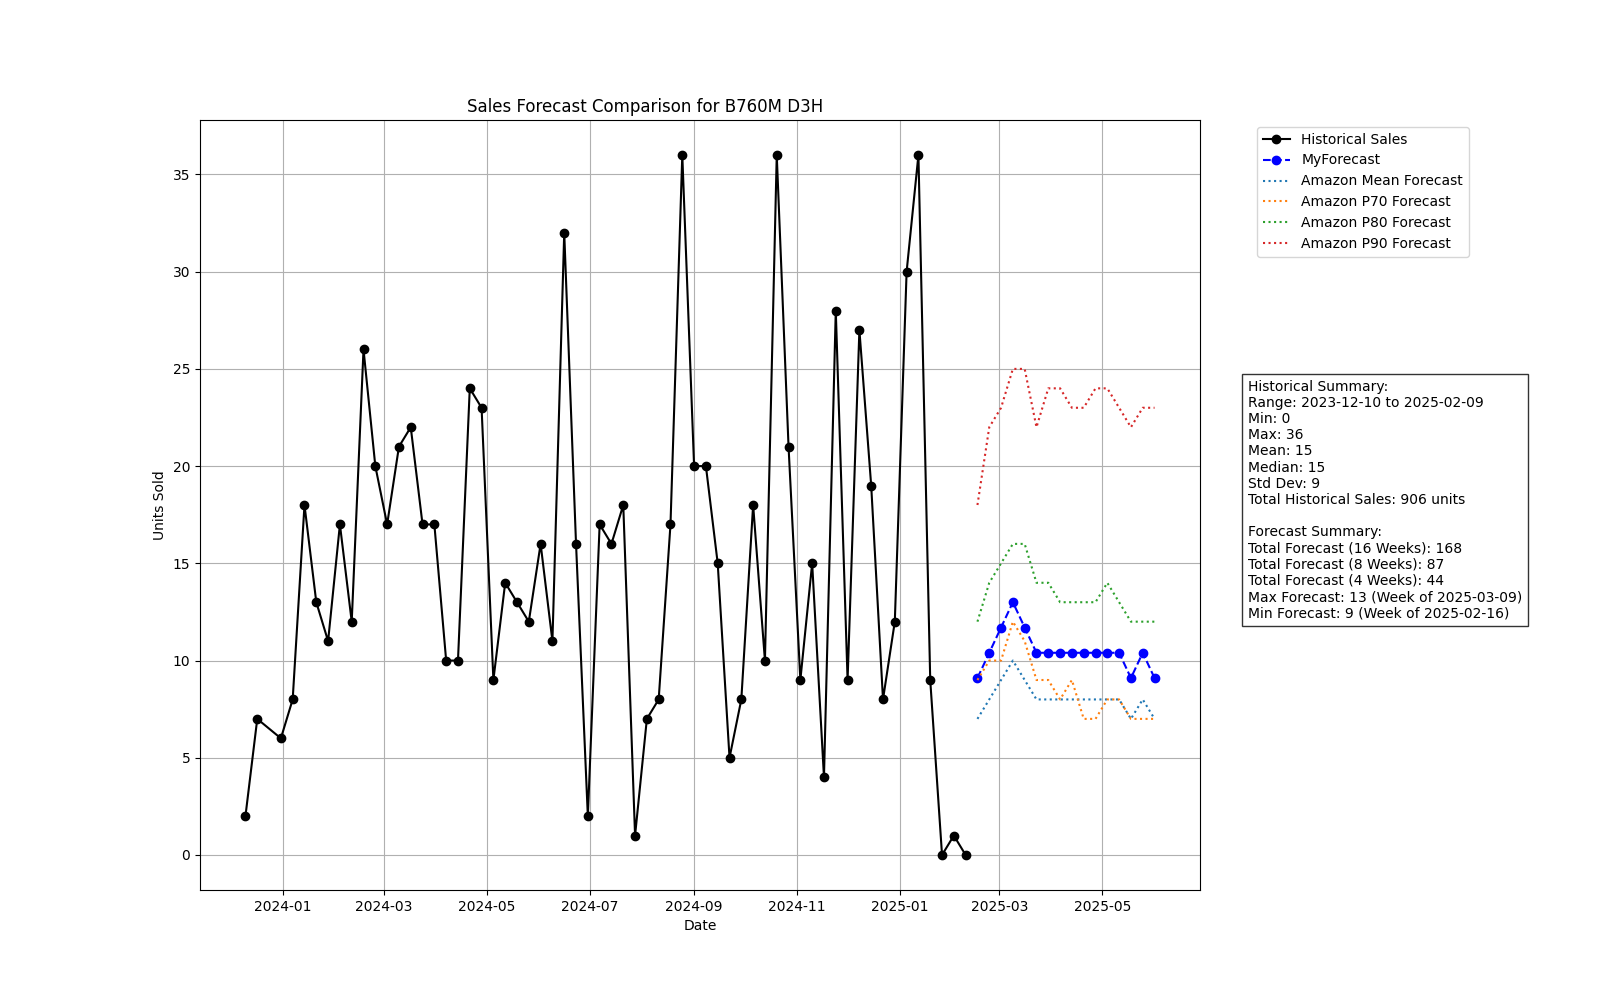 Sales Forecast Comparison for B760M D3H
Historical Sales
MyForecast
Amazon Mean Forecast
Amazon P70 Forecast
Amazon P80 Forecast
Amazon P90 Forecast
Units Sold
35
30
25
20
15
10
5
0
2024-01
2024-03
2024-05
2024-07
2024-09
2024-11
2025-01
2025-03
2025-05
Date
Historical Summary:
Range: 2023-12-10 to 2025-02-09
Min: 0
Max: 36
Mean: 15
Median: 15
Std Dev: 9
Total Historical Sales: 906 units
Forecast Summary:
Total Forecast (16 Weeks): 168
Total Forecast (8 Weeks): 87
Total Forecast (4 Weeks): 44
Max Forecast: 13 (Week of 2025-03-09)
Min Forecast: 9 (Week of 2025-02-16)